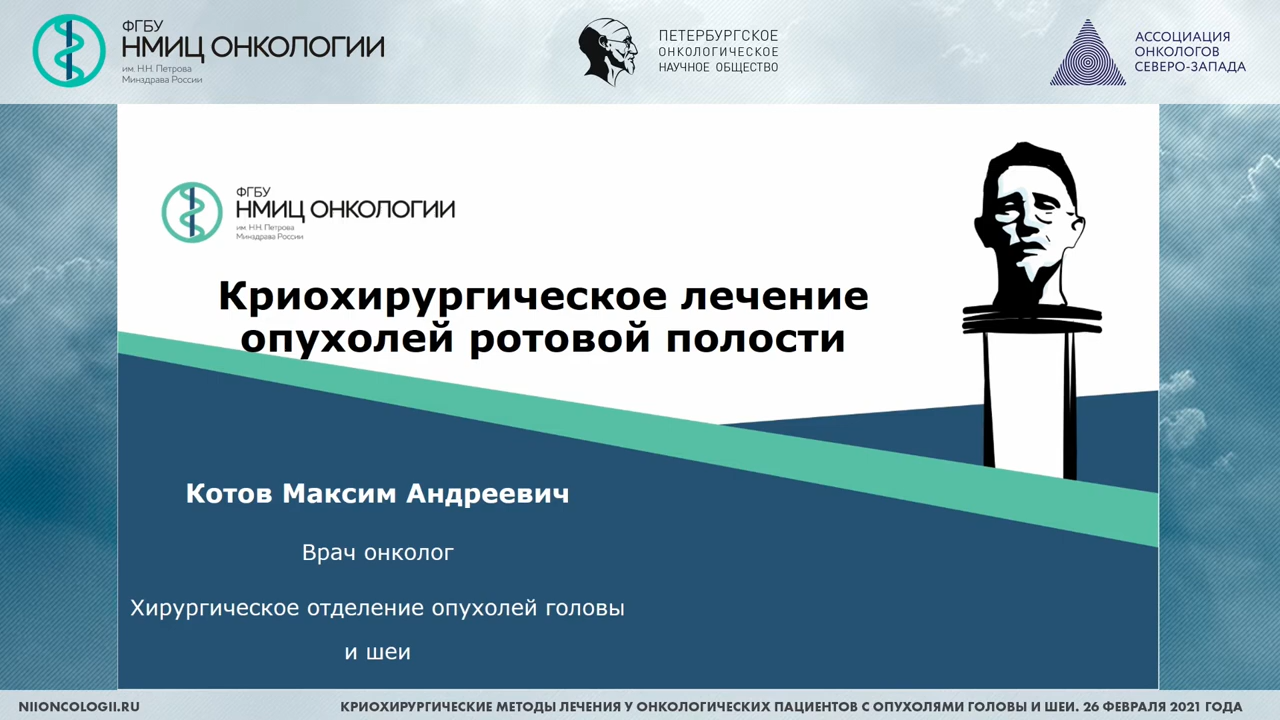 ФГБУ
НМИЦ ОНКОЛОГИИ
им. Н.Н. Петрова
Минздрава России
ПЕТЕРБУРГСКОЕ
ОНКОЛОГИЧЕСКОЕ
НАУЧНОЕ ОБЩЕСТВО
АССОЦИАЦИЯ
ОНКОЛОГОВ
СЕВЕРО-ЗАПАДА
ФГБУ
НМИЦ ОНКОЛОГИИ
им. Н.Н. Петрова
Минздрава России
Криохирургическое лечение
опухолей ротовой полости
Котов Максим Андреевич
Врач онколог
Хирургическое отделение опухолей головы
и шеи
NIIONCOLOGII.RU
КРИОХИРУРГИЧЕСКИЕ МЕТОДЫ ЛЕЧЕНИЯ У ОНКОЛОГИЧЕСКИХ ПАЦИЕНТОВ С ОПУХОЛЯМИ ГОЛОВЫ И ШЕИ. 26 ФЕВРАЛЯ 2021 ГОДА